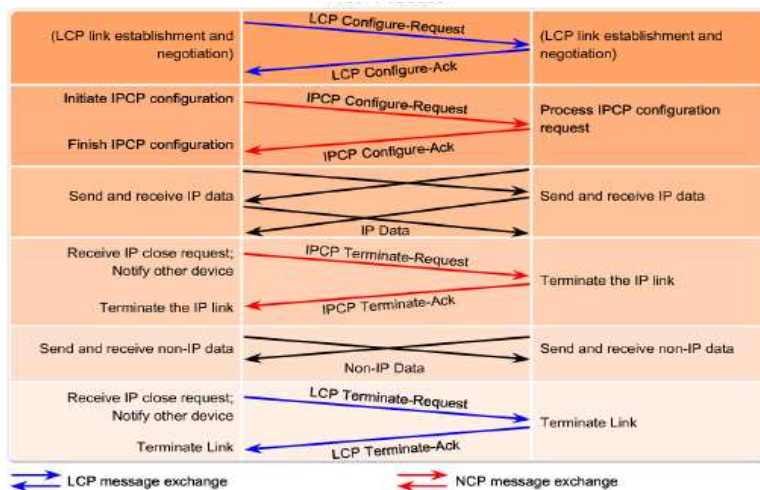 LCP Configure-Request
(LCP link establishment and
negotiation)
(LCP link establishment and
negotiation)
LCP Configure-Ack
Initiate IPCP configuration
IPCP Configure-Request
Process IPCP configuration
request
Finish IPCP configuration
IPCP Configure-Ack
Send and receive IP data
Send and receive IP data
IP Data
Receive IP close request;
Notify other device
IPCP Terminate-Request
Terminate the IP link
Terminate the IP link
IPCP Terminate-Ack
Send and receive non-IP data
Send and receive non-IP data
Non-IP Data
Receive IP close request;
Notify other device
LCP Terminate-Request
Terminate Link
Terminate Link
LCP Terminate-Ack
LCP message exchange
NCP message exchange